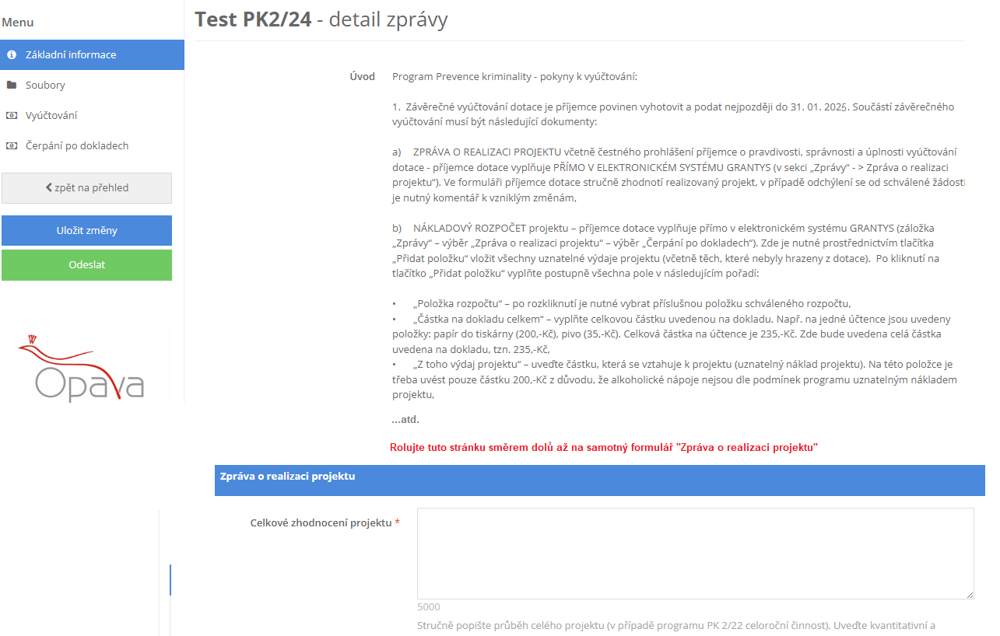 Menu
Základní informace
Soubory
Vyúčtování
Čerpání po dokladech
zpět na přehled
Uložit změny
Odeslat
Opava
Test PK2/24 - detail zprávy
Úvod
Program Prevence kriminality - pokyny k vyúčtování:
1. Závěrečné vyúčtování dotace je příjemce povinen vyhotovit a podat nejpozději do 31. 01. 2025. Součástí závěrečného
vyúčtování musí být následující dokumenty:
a) ZPRÁVA O REALIZACI PROJEKTU včetně čestného prohlášení příjemce o pravdivosti, správnosti a úplnosti vyúčtování
dotace - příjemce dotace vyplňuje PŘÍMO V ELEKTRONICKÉM SYSTÉMU GRANTYS (v sekci „Zprávy“ - > Zpráva o realizaci
projektu“). Ve formuláři příjemce dotace stručně zhodnotí realizovaný projekt, v případě odchýlení se od schválené žádosti
je nutný komentář k vzniklým změnám,
b) NÁKLADOVÝ ROZPOČET projektu – příjemce dotace vyplňuje přímo v elektronickém systému GRANTYS (záložka
„Zprávy“ – výběr „Zpráva o realizaci projektu“ – výběr „Čerpání po dokladech“). Zde je nutné prostřednictvím tlačítka
„Přidat položku“ vložit všechny uznatelné výdaje projektu (včetně těch, které nebyly hrazeny z dotace). Po kliknutí na
tlačítko „Přidat položku“ vyplňte postupně všechna pole v následujícím pořadí:
• „Položka rozpočtu“ – po rozkliknutí je nutné vybrat příslušnou položku schváleného rozpočtu,
• „Částka na dokladu celkem“ – vyplňte celkovou částku uvedenou na dokladu. Např. na jedné účtence jsou uvedeny
položky: papír do tiskárny (200,-Kč), pivo (35,-Kč). Celková částka na účtence je 235,-Kč. Zde bude uvedena celá částka
uvedena na dokladu, tzn. 235,-Kč,
• „Z toho výdaj projektu“ – uveďte částku, která se vztahuje k projektu (uznatelný náklad projektu). Na této položce je
třeba uvést pouze částku 200,-Kč z důvodu, že alkoholické nápoje nejsou dle podmínek programu uznatelným nákladem
projektu,
...atd.
Rolujte tuto stránku směrem dolů až na samotný formulář "Zpráva o realizaci projektu"
Zpráva o realizaci projektu
Celkové zhodnocení projektu *
5000
Stručně popište průběh celého projektu (v případě programu PK 2/22 celoroční činnost). Uveďte kvantitativní a